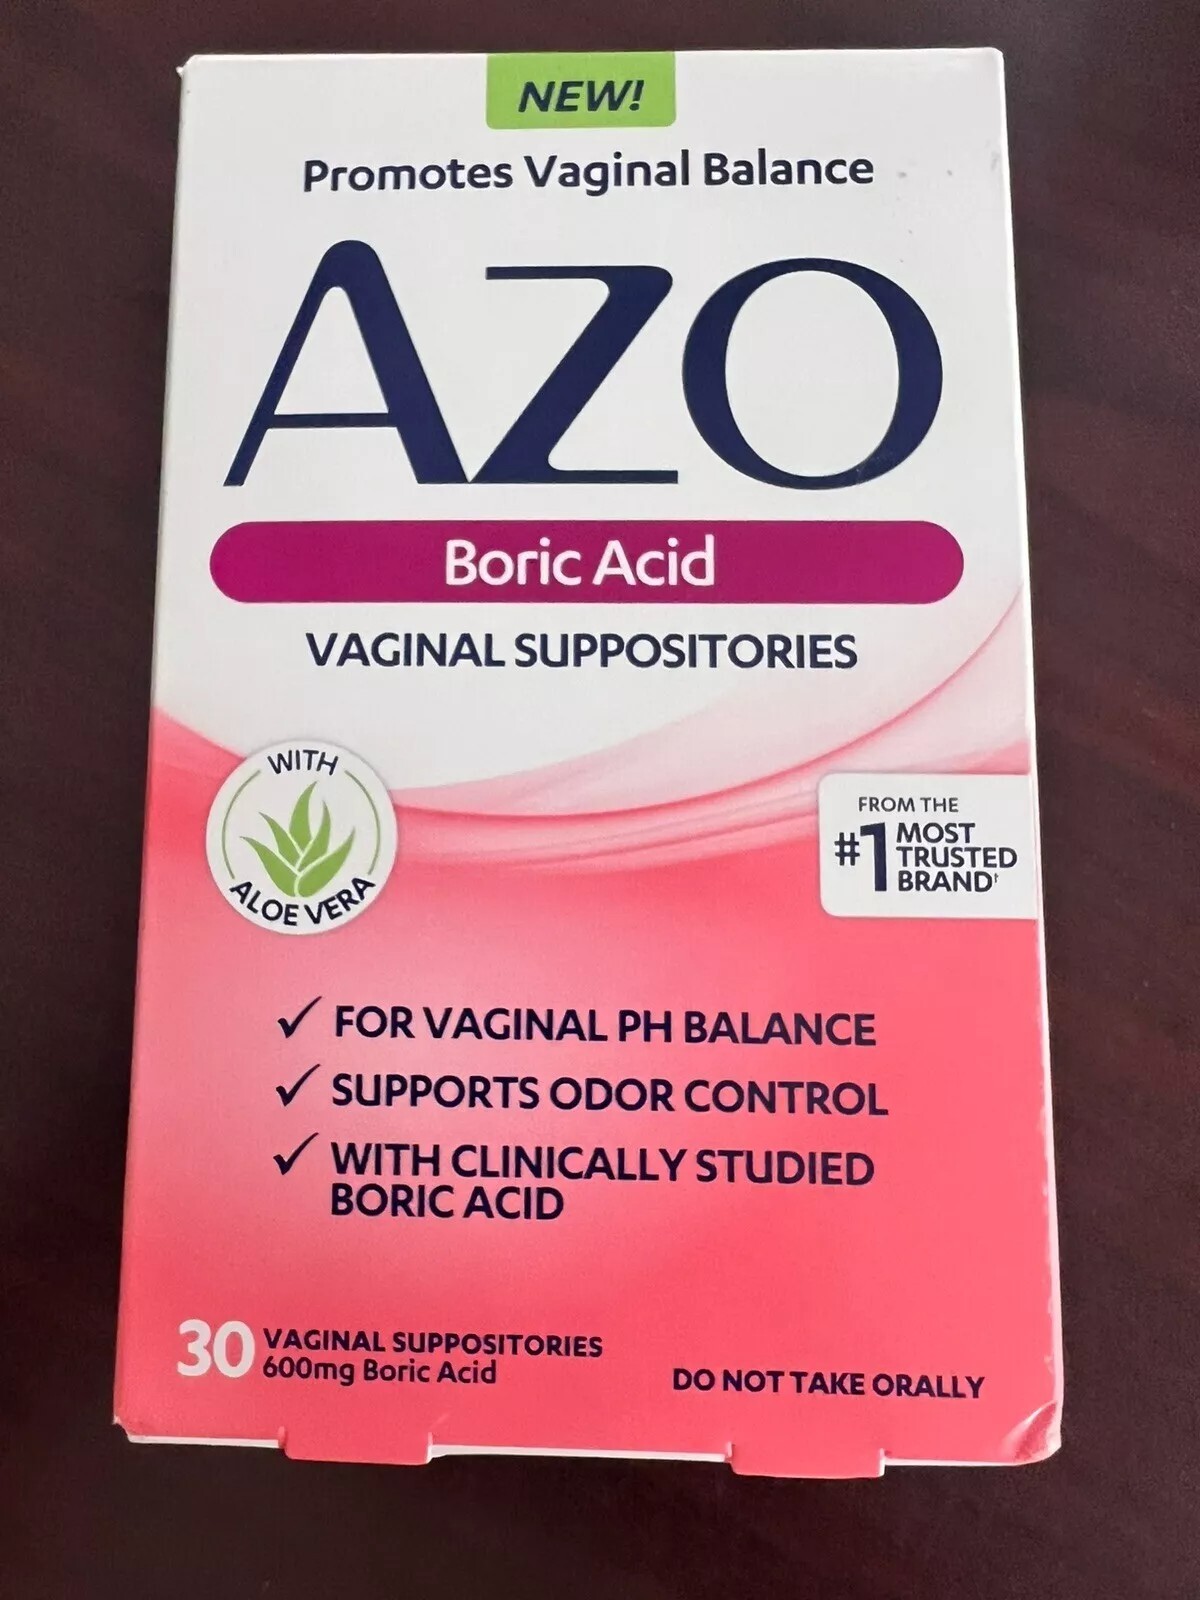 NEW!
Promotes Vaginal Balance
AZO
Boric Acid
VAGINAL SUPPOSITORIES
WITH
ALOE VERA
FROM THE
#1 MOST
TRUSTED
BRAND†
✓ FOR VAGINAL PH BALANCE
✓ SUPPORTS ODOR CONTROL
✓ WITH CLINICALLY STUDIED
BORIC ACID
30 VAGINAL SUPPOSITORIES
600mg Boric Acid
DO NOT TAKE ORALLY